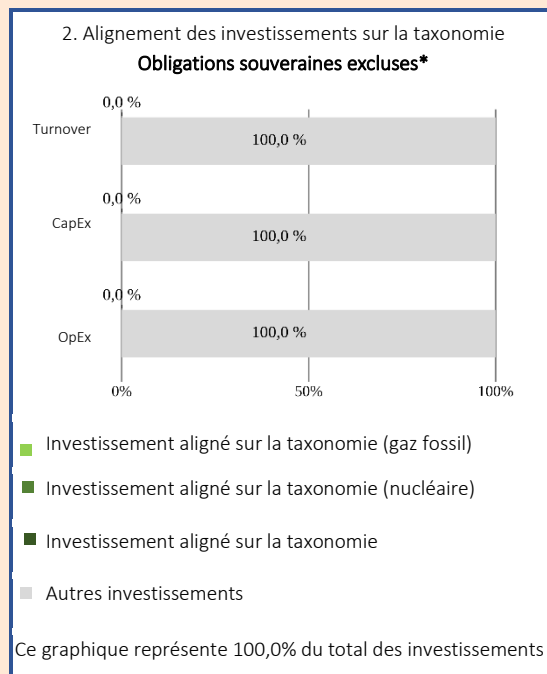 2. Alignement des investissements sur la taxonomie
Obligations souveraines excluses*
0,0 %
Turnover
100,0 %
0,0 %
CapEx
100,0 %
0,0 %
OpEx
100,0 %
0%
50%
100%
Investissement aligné sur la taxonomie (gaz fossil)
Investissement aligné sur la taxonomie (nucléaire)
Investissement aligné sur la taxonomie
Autres investissements
Ce graphique représente 100,0% du total des investissements